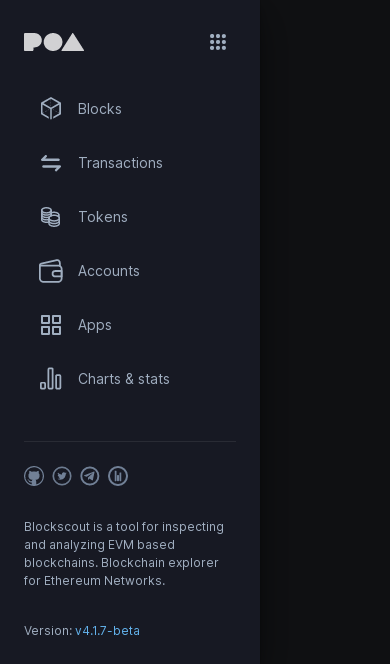 POA
Blocks
Transactions
Tokens
Accounts
Apps
Charts & stats
Blockscout is a tool for inspecting
and analyzing EVM based
blockchains. Blockchain explorer
for Ethereum Networks.
Version: v4.1.7-beta